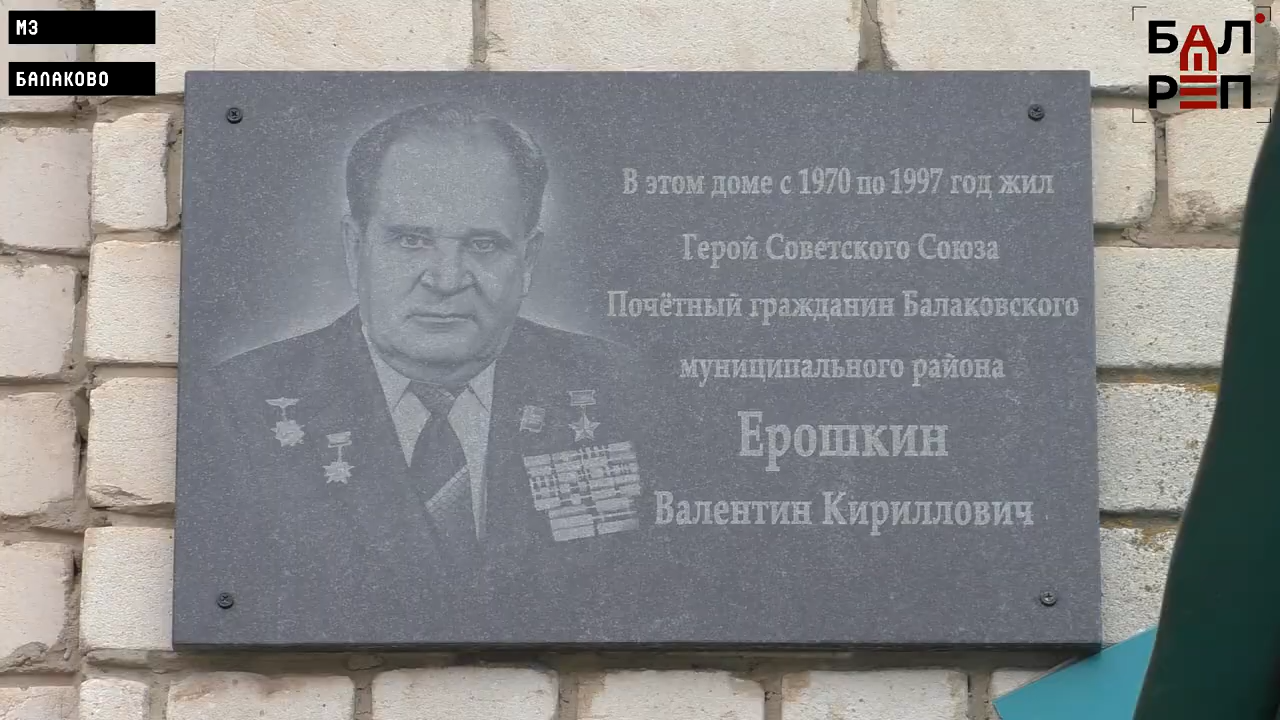 МЗ
БАЛАКОВО
БАЛ
РЕП
В этом доме с 1970 по 1997 год жил
Герой Советского Союза
Почётный гражданин Балаковского
муниципального района
Ерошкин
Валентин Кириллович